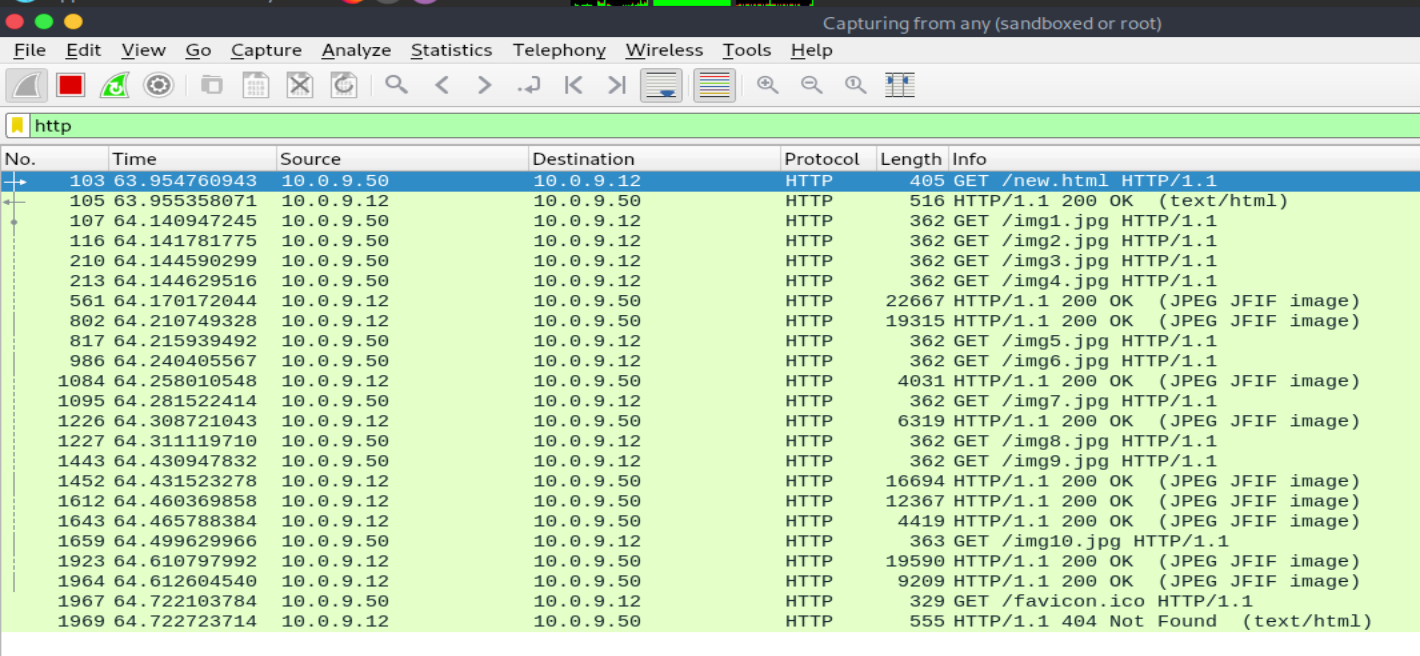 Capturing from any (sandboxed or root)
File Edit View Go Capture Analyze Statistics Telephony Wireless Tools Help
http
No. Time Source Destination Protocol Length Info
103 63.954760943 10.0.9.50 10.0.9.12 HTTP 405 GET /new.html HTTP/1.1
105 63.955358071 10.0.9.12 10.0.9.50 HTTP 516 HTTP/1.1 200 OK (text/html)
107 64.140947245 10.0.9.50 10.0.9.12 HTTP 362 GET /img1.jpg HTTP/1.1
116 64.141781775 10.0.9.50 10.0.9.12 HTTP 362 GET /img2.jpg HTTP/1.1
210 64.144590299 10.0.9.50 10.0.9.12 HTTP 362 GET /img3.jpg HTTP/1.1
213 64.144629516 10.0.9.50 10.0.9.12 HTTP 362 GET /img4.jpg HTTP/1.1
561 64.170172044 10.0.9.12 10.0.9.50 HTTP 22667 HTTP/1.1 200 OK (JPEG JFIF image)
802 64.210749328 10.0.9.12 10.0.9.50 HTTP 19315 HTTP/1.1 200 OK (JPEG JFIF image)
817 64.215939492 10.0.9.50 10.0.9.12 HTTP 362 GET /img5.jpg HTTP/1.1
986 64.240405567 10.0.9.50 10.0.9.12 HTTP 362 GET /img6.jpg HTTP/1.1
1084 64.258010548 10.0.9.12 10.0.9.50 HTTP 4031 HTTP/1.1 200 OK (JPEG JFIF image)
1095 64.281522414 10.0.9.50 10.0.9.12 HTTP 362 GET /img7.jpg HTTP/1.1
1226 64.308721043 10.0.9.12 10.0.9.50 HTTP 6319 HTTP/1.1 200 OK (JPEG JFIF image)
1227 64.311119710 10.0.9.50 10.0.9.12 HTTP 362 GET /img8.jpg HTTP/1.1
1443 64.430947832 10.0.9.50 10.0.9.12 HTTP 362 GET /img9.jpg HTTP/1.1
1452 64.431523278 10.0.9.12 10.0.9.50 HTTP 16694 HTTP/1.1 200 OK (JPEG JFIF image)
1612 64.460369858 10.0.9.12 10.0.9.50 HTTP 12367 HTTP/1.1 200 OK (JPEG JFIF image)
1643 64.465788384 10.0.9.12 10.0.9.50 HTTP 4419 HTTP/1.1 200 OK (JPEG JFIF image)
1659 64.499629966 10.0.9.50 10.0.9.12 HTTP 363 GET /img10.jpg HTTP/1.1
1923 64.610797992 10.0.9.12 10.0.9.50 HTTP 19590 HTTP/1.1 200 OK (JPEG JFIF image)
1964 64.612604540 10.0.9.12 10.0.9.50 HTTP 9209 HTTP/1.1 200 OK (JPEG JFIF image)
1967 64.722103784 10.0.9.50 10.0.9.12 HTTP 329 GET /favicon.ico HTTP/1.1
1969 64.722723714 10.0.9.12 10.0.9.50 HTTP 555 HTTP/1.1 404 Not Found (text/html)